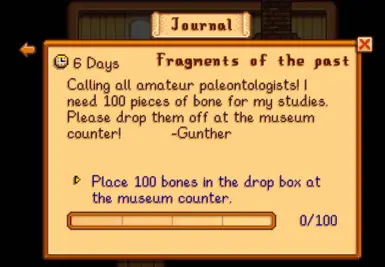 Journal
6 Days
Fragments of the past
Calling all amateur paleontologists! I
need 100 pieces of bone for my studies.
Please drop them off at the museum
counter! -Gunther
Place 100 bones in the drop box at
the museum counter.
0/100